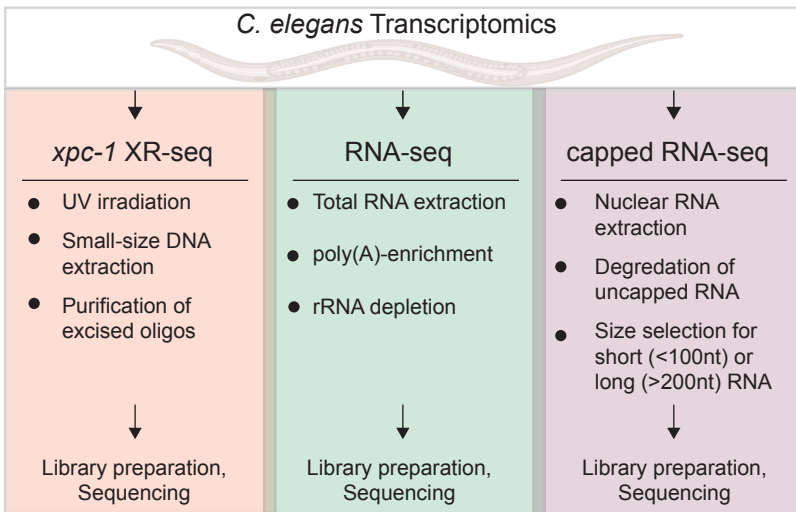 C. elegans Transcriptomics
xpc-1 XR-seq
● UV irradiation
● Small-size DNA
extraction
● Purification of
excised oligos
Library preparation,
Sequencing
RNA-seq
● Total RNA extraction
● poly(A)-enrichment
● rRNA depletion
Library preparation,
Sequencing
capped RNA-seq
● Nuclear RNA
extraction
● Degredation of
uncapped RNA
● Size selection for
short (<100nt) or
long (>200nt) RNA
Library preparation,
Sequencing